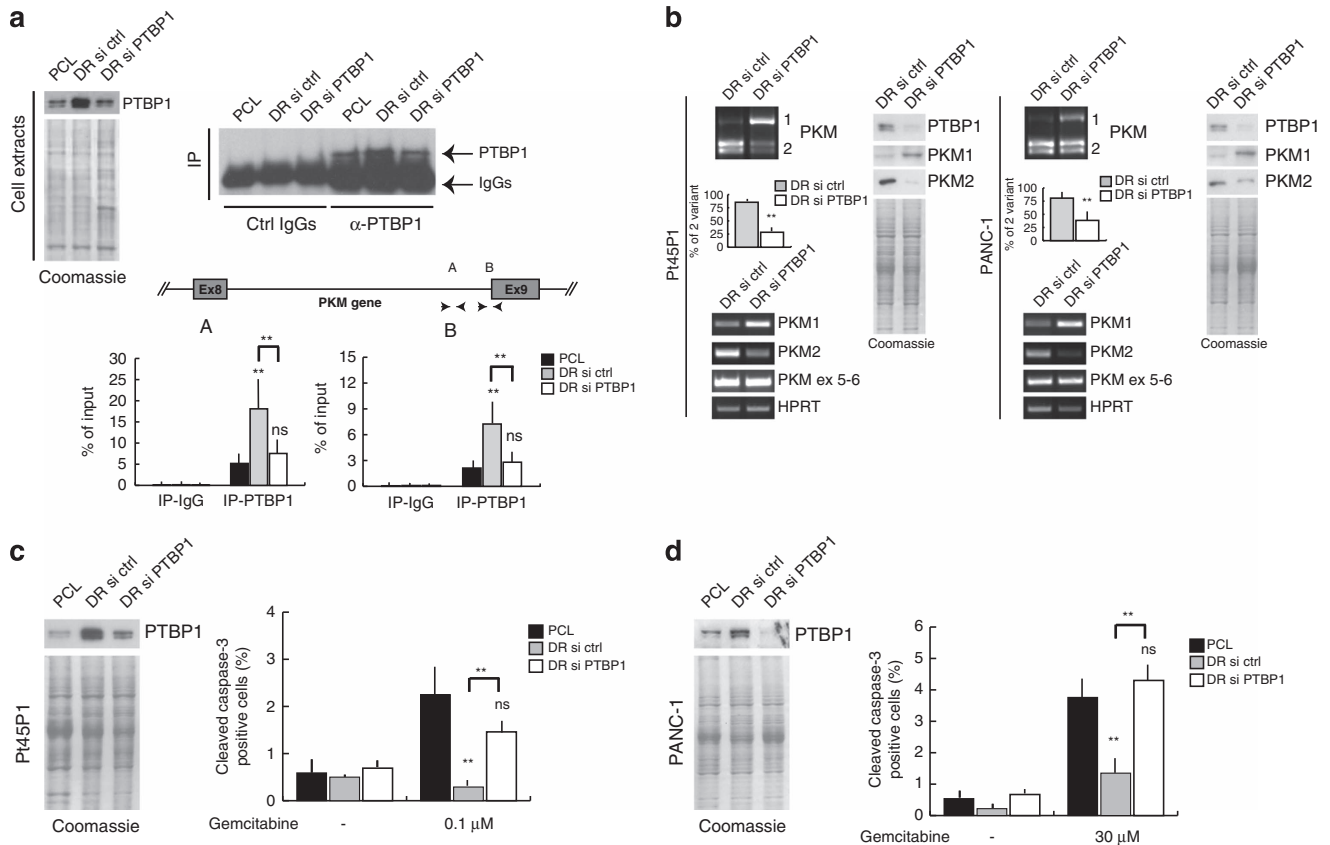 a
PCL
DR si ctrl
DR si PTBP1
PTBP1
Cell extracts
Coomassie
PCL
DR si ctrl
DR si PTBP1
PCL
DR si ctrl
DR si PTBP1
IP
PTBP1
IgGs
Ctrl IgGs
α-PTBP1
A
B
Ex8
Ex9
PKM gene
A
% of input
30
25
20
15
10
5
0
**
**
ns
IP-IgG
IP-PTBP1
B
% of input
15
12
9
6
3
0
**
**
ns
IP-IgG
IP-PTBP1
PCL
DR si ctrl
DR si PTBP1
b
Pt45P1
DR si ctrl
DR si PTBP1
1
PKM
2
% of 2 variant
100
75
50
25
0
**
DR si ctrl
DR si PTBP1
DR si ctrl
DR si PTBP1
PKM1
PKM2
PKM ex 5-6
HPRT
DR si ctrl
DR si PTBP1
PTBP1
PKM1
PKM2
Coomassie
PANC-1
DR si ctrl
DR si PTBP1
1
PKM
2
% of 2 variant
100
75
50
25
0
**
DR si ctrl
DR si PTBP1
DR si ctrl
DR si PTBP1
PKM1
PKM2
PKM ex 5-6
HPRT
DR si ctrl
DR si PTBP1
PTBP1
PKM1
PKM2
Coomassie
c
Pt45P1
PCL
DR si ctrl
DR si PTBP1
PTBP1
Coomassie
Cleaved caspase-3
positive cells (%)
4
3
2
1
0
**
**
ns
PCL
DR si ctrl
DR si PTBP1
Gemcitabine - 0.1 μM
d
PANC-1
PCL
DR si ctrl
DR si PTBP1
PTBP1
Coomassie
Cleaved caspase-3
positive cells (%)
6
5
4
3
2
1
0
**
**
ns
PCL
DR si ctrl
DR si PTBP1
Gemcitabine - 30 μM